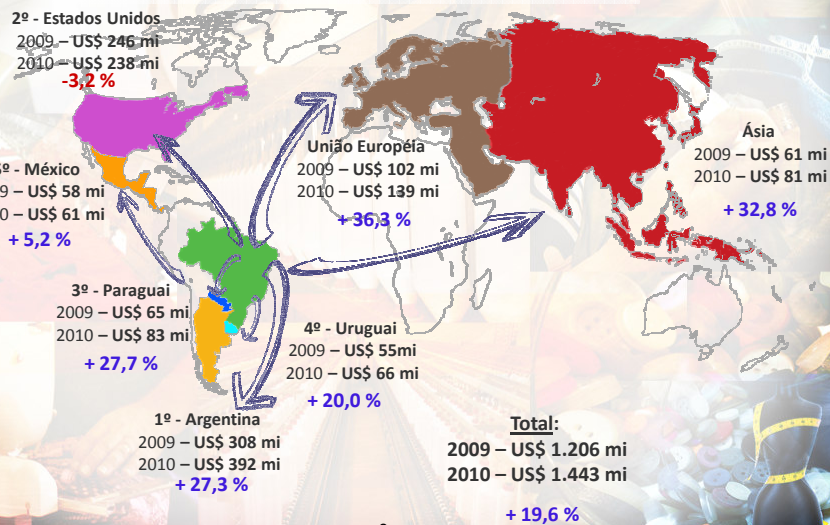 2º - Estados Unidos
2009 – US$ 246 mi
2010 – US$ 238 mi
-3,2 %
União Européia
2009 – US$ 102 mi
2010 – US$ 139 mi
+ 36,3 %
Ásia
2009 – US$ 61 mi
2010 – US$ 81 mi
+ 32,8 %
º - México
9 – US$ 58 mi
0 – US$ 61 mi
+ 5,2 %
3º - Paraguai
2009 – US$ 65 mi
2010 – US$ 83 mi
+ 27,7 %
4º - Uruguai
2009 – US$ 55mi
2010 – US$ 66 mi
+ 20,0 %
1º - Argentina
2009 – US$ 308 mi
2010 – US$ 392 mi
+ 27,3 %
Total:
2009 – US$ 1.206 mi
2010 – US$ 1.443 mi
+ 19,6 %